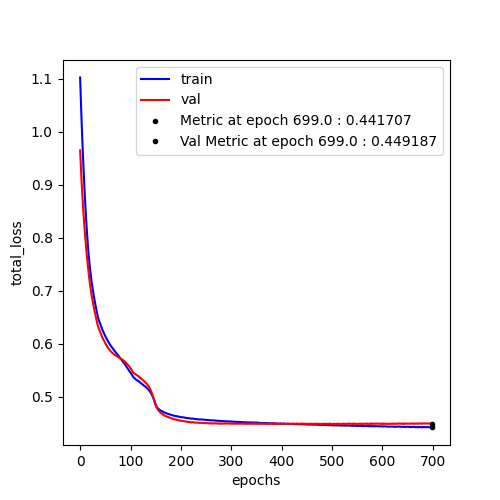 train
val
Metric at epoch 699.0 : 0.441707
Val Metric at epoch 699.0 : 0.449187
1.1
1.0
0.9
0.8
0.7
0.6
0.5
total_loss
0 100 200 300 400 500 600 700
epochs